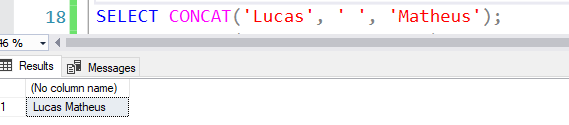 18 SELECT CONCAT('Lucas', ' ', 'Matheus');
Results Messages
(No column name)
1 Lucas Matheus